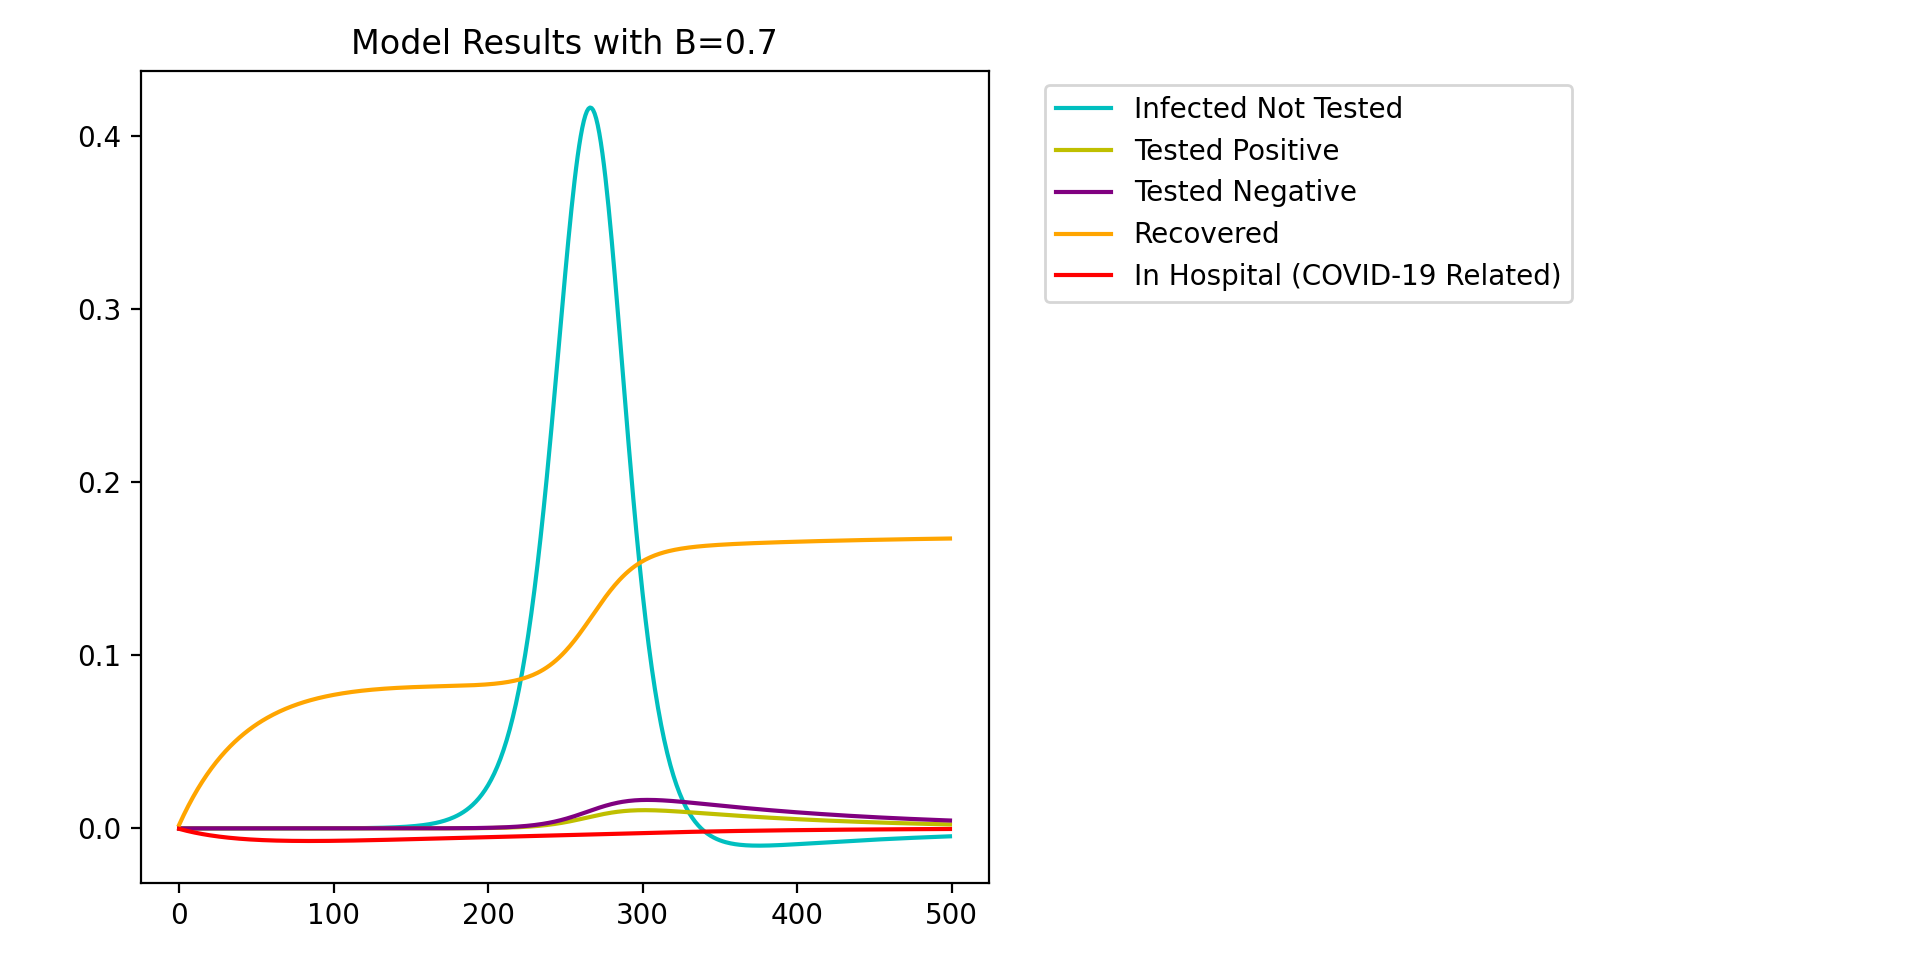 Model Results with B=0.7
0.4
0.3
0.2
0.1
0.0
0 100 200 300 400 500
Infected Not Tested
Tested Positive
Tested Negative
Recovered
In Hospital (COVID-19 Related)